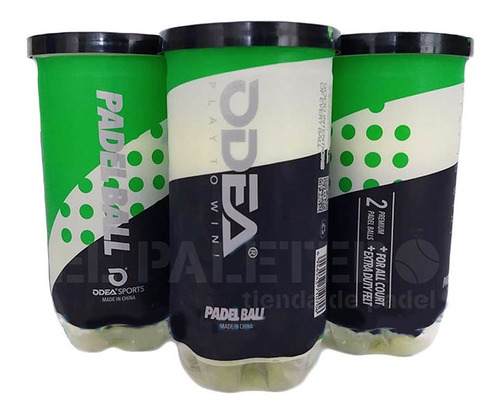 PADEL BALL
ODEA SPORTS
MADE IN CHINA
ODEA®
PLAY TO WIN!
PADEL BALL
MADE IN CHINA
2 PREMIUM
PADEL BALLS
+FOR ALL COURT
+EXTRA DUTY FELT
EL PALETERO
tienda de padel